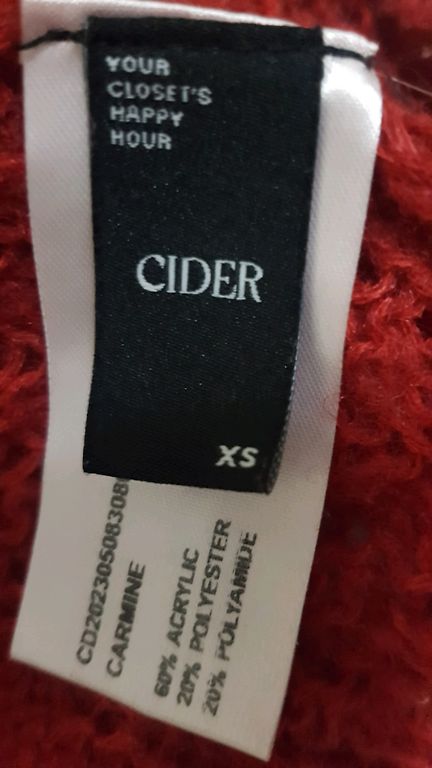 YOUR
CLOSET'S
HAPPY
HOUR
CIDER
XS
CARMINE
60% ACRYLIC
20% POLYESTER
20% POLYAMIDE